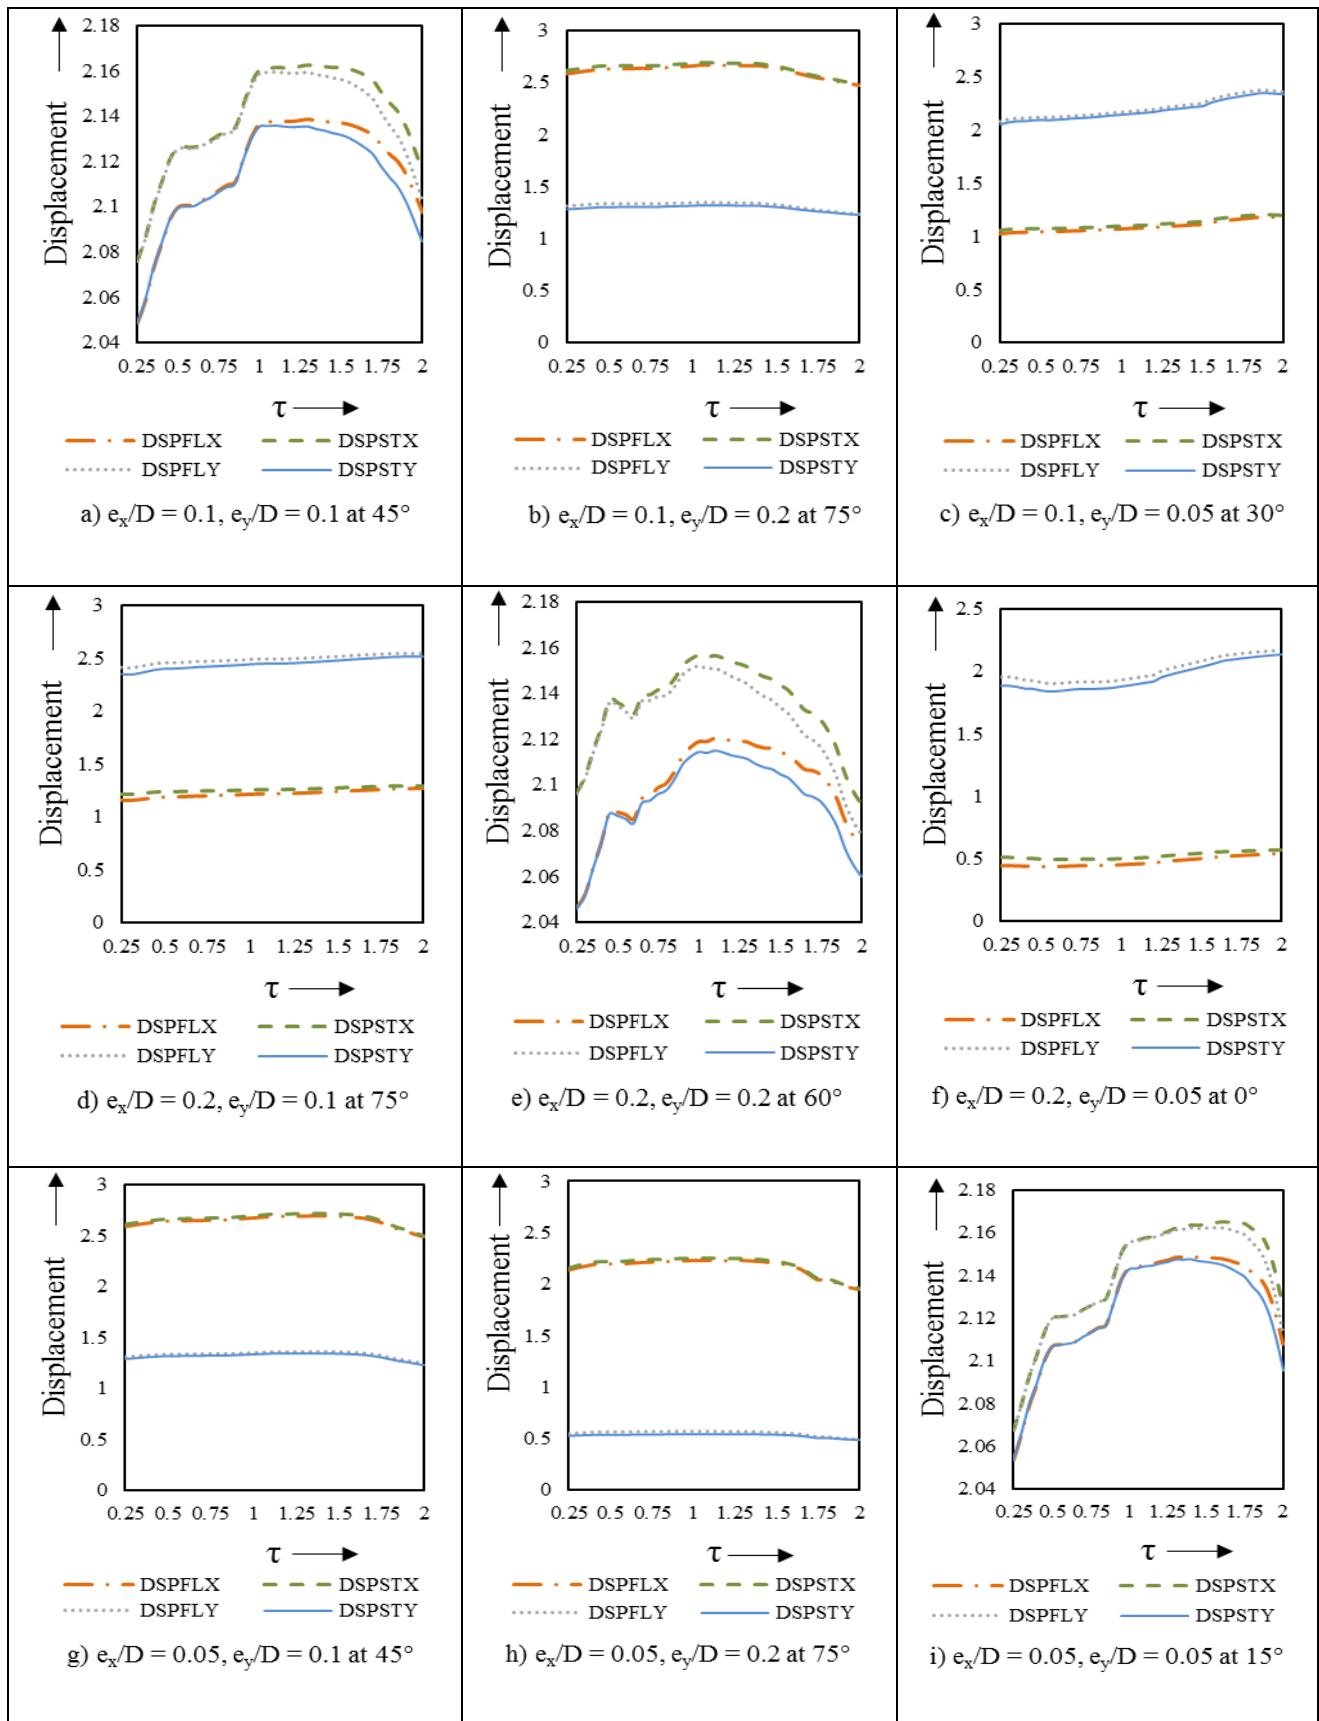 2.18
2.16
2.14
2.12
2.1
2.08
2.06
2.04
Displacement
0.25 0.5 0.75 1 1.25 1.5 1.75 2
τ
DSPFLX DSPSTX
DSPFLY DSPSTY
a) eₓ/D = 0.1, e_y/D = 0.1 at 45°
3
2.5
2
1.5
1
0.5
0
Displacement
0.25 0.5 0.75 1 1.25 1.5 1.75 2
τ
DSPFLX DSPSTX
DSPFLY DSPSTY
b) eₓ/D = 0.1, e_y/D = 0.2 at 75°
3
2.5
2
1.5
1
0.5
0
Displacement
0.25 0.5 0.75 1 1.25 1.5 1.75 2
τ
DSPFLX DSPSTX
DSPFLY DSPSTY
c) eₓ/D = 0.1, e_y/D = 0.05 at 30°
3
2.5
2
1.5
1
0.5
0
Displacement
0.25 0.5 0.75 1 1.25 1.5 1.75 2
τ
DSPFLX DSPSTX
DSPFLY DSPSTY
d) eₓ/D = 0.2, e_y/D = 0.1 at 75°
2.18
2.16
2.14
2.12
2.1
2.08
2.06
2.04
Displacement
0.25 0.5 0.75 1 1.25 1.5 1.75 2
τ
DSPFLX DSPSTX
DSPFLY DSPSTY
e) eₓ/D = 0.2, e_y/D = 0.2 at 60°
2.5
2
1.5
1
0.5
0
Displacement
0.25 0.5 0.75 1 1.25 1.5 1.75 2
τ
DSPFLX DSPSTX
DSPFLY DSPSTY
f) eₓ/D = 0.2, e_y/D = 0.05 at 0°
3
2.5
2
1.5
1
0.5
0
Displacement
0.25 0.5 0.75 1 1.25 1.5 1.75 2
τ
DSPFLX DSPSTX
DSPFLY DSPSTY
g) eₓ/D = 0.05, e_y/D = 0.1 at 45°
3
2.5
2
1.5
1
0.5
0
Displacement
0.25 0.5 0.75 1 1.25 1.5 1.75 2
τ
DSPFLX DSPSTX
DSPFLY DSPSTY
h) eₓ/D = 0.05, e_y/D = 0.2 at 75°
2.18
2.16
2.14
2.12
2.1
2.08
2.06
2.04
Displacement
0.25 0.5 0.75 1 1.25 1.5 1.75 2
τ
DSPFLX DSPSTX
DSPFLY DSPSTY
i) eₓ/D = 0.05, e_y/D = 0.05 at 15°